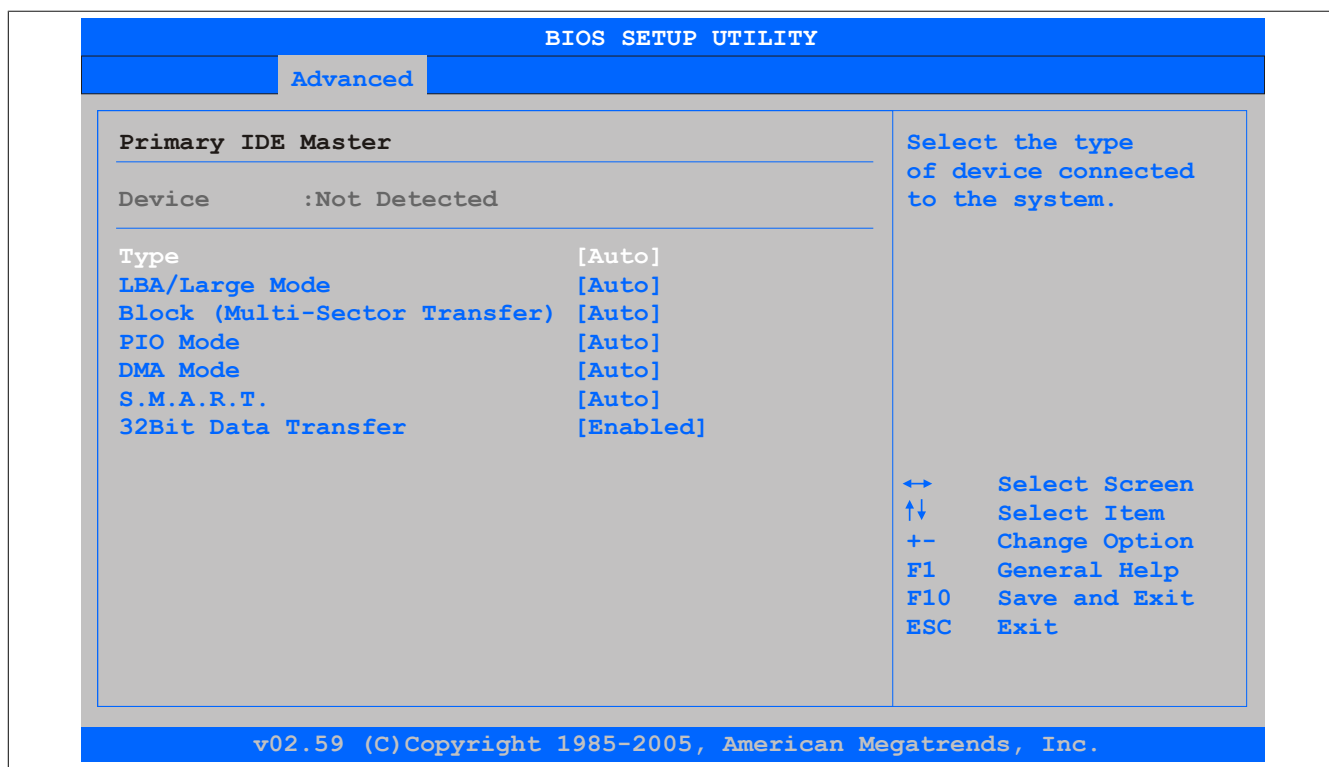 BIOS SETUP UTILITY
Advanced
Primary IDE Master
Device :Not Detected
Type [Auto]
LBA/Large Mode [Auto]
Block (Multi-Sector Transfer) [Auto]
PIO Mode [Auto]
DMA Mode [Auto]
S.M.A.R.T. [Auto]
32Bit Data Transfer [Enabled]
Select the type
of device connected
to the system.
↔ Select Screen
↑↓ Select Item
+- Change Option
F1 General Help
F10 Save and Exit
ESC Exit
v02.59 (C)Copyright 1985-2005, American Megatrends, Inc.